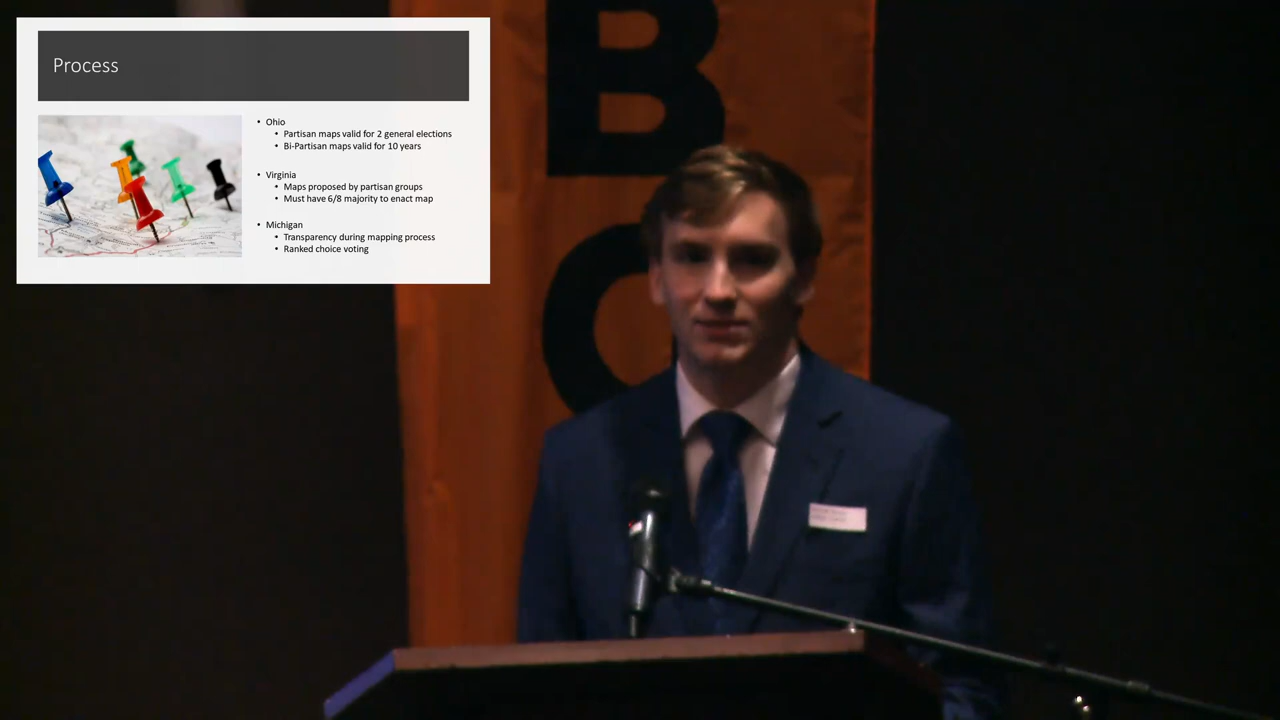 Process
• Ohio
• Partisan maps valid for 2 general elections
• Bi-Partisan maps valid for 10 years
• Virginia
• Maps proposed by partisan groups
• Must have 6/8 majority to enact map
• Michigan
• Transparency during mapping process
• Ranked choice voting
B
C